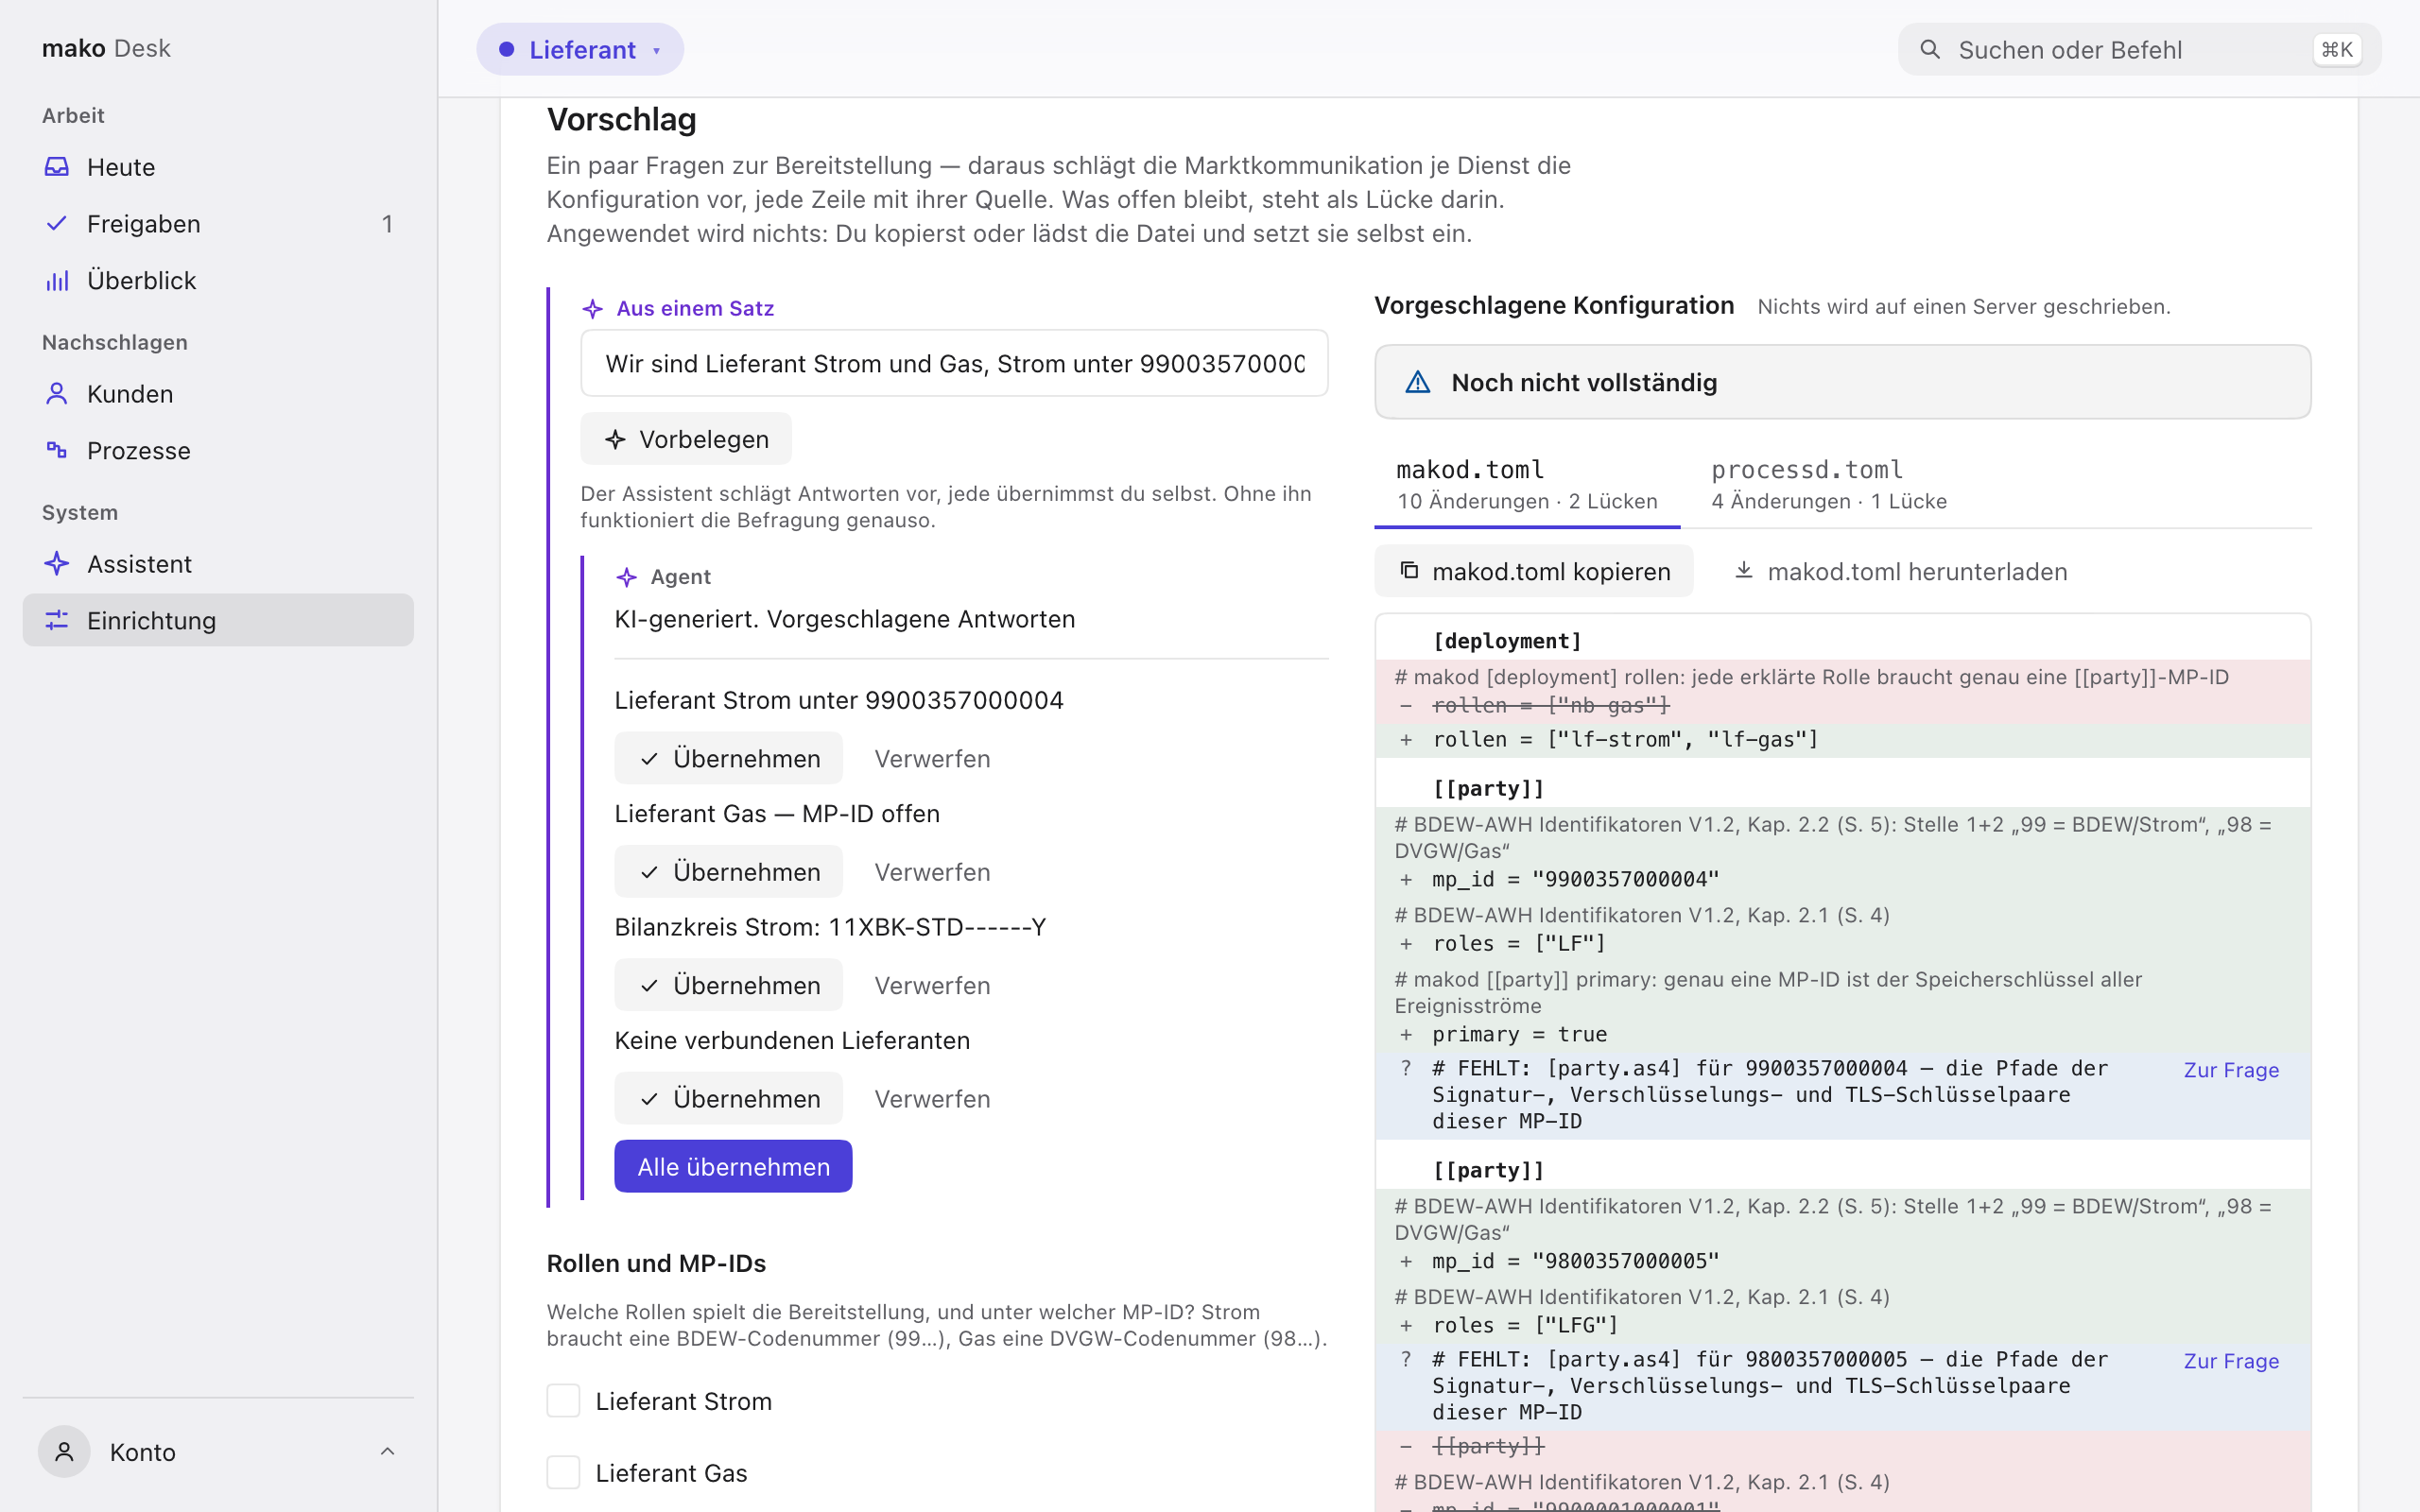 mako Desk
Arbeit
Heute
Freigaben 1
Überblick
Nachschlagen
Kunden
Prozesse
System
Assistent
Einrichtung
Konto
Lieferant
Suchen oder Befehl ⌘K
Vorschlag
Ein paar Fragen zur Bereitstellung — daraus schlägt die Marktkommunikation je Dienst die
Konfiguration vor, jede Zeile mit ihrer Quelle. Was offen bleibt, steht als Lücke darin.
Angewendet wird nichts: Du kopierst oder lädst die Datei und setzt sie selbst ein.
Aus einem Satz
Wir sind Lieferant Strom und Gas, Strom unter 99003570000
Vorbelegen
Der Assistent schlägt Antworten vor, jede übernimmst du selbst. Ohne ihn
funktioniert die Befragung genauso.
Agent
KI-generiert. Vorgeschlagene Antworten
Lieferant Strom unter 9900357000004
Übernehmen Verwerfen
Lieferant Gas — MP-ID offen
Übernehmen Verwerfen
Bilanzkreis Strom: 11XBK-STD------Y
Übernehmen Verwerfen
Keine verbundenen Lieferanten
Übernehmen Verwerfen
Alle übernehmen
Rollen und MP-IDs
Welche Rollen spielt die Bereitstellung, und unter welcher MP-ID? Strom
braucht eine BDEW-Codenummer (99…), Gas eine DVGW-Codenummer (98…).
Lieferant Strom
Lieferant Gas
Vorgeschlagene Konfiguration Nichts wird auf einen Server geschrieben.
Noch nicht vollständig
makod.toml
10 Änderungen · 2 Lücken
processd.toml
4 Änderungen · 1 Lücke
makod.toml kopieren makod.toml herunterladen
[deployment]
# makod [deployment] rollen: jede erklärte Rolle braucht genau eine [[party]]-MP-ID
− rollen = ["nb-gas"]
+ rollen = ["lf-strom", "lf-gas"]
[[party]]
# BDEW-AWH Identifikatoren V1.2, Kap. 2.2 (S. 5): Stelle 1+2 „99 = BDEW/Strom“, „98 =
DVGW/Gas“
+ mp_id = "9900357000004"
# BDEW-AWH Identifikatoren V1.2, Kap. 2.1 (S. 4)
+ roles = ["LF"]
# makod [[party]] primary: genau eine MP-ID ist der Speicherschlüssel aller
Ereignisströme
+ primary = true
? # FEHLT: [party.as4] für 9900357000004 — die Pfade der Zur Frage
Signatur-, Verschlüsselungs- und TLS-Schlüsselpaare
dieser MP-ID
[[party]]
# BDEW-AWH Identifikatoren V1.2, Kap. 2.2 (S. 5): Stelle 1+2 „99 = BDEW/Strom“, „98 =
DVGW/Gas“
+ mp_id = "9800357000005"
# BDEW-AWH Identifikatoren V1.2, Kap. 2.1 (S. 4)
+ roles = ["LFG"]
? # FEHLT: [party.as4] für 9800357000005 — die Pfade der Zur Frage
Signatur-, Verschlüsselungs- und TLS-Schlüsselpaare
dieser MP-ID
− [[party]]
# BDEW-AWH Identifikatoren V1.2, Kap. 2.1 (S. 4)
− mp_id = "9900001000001"